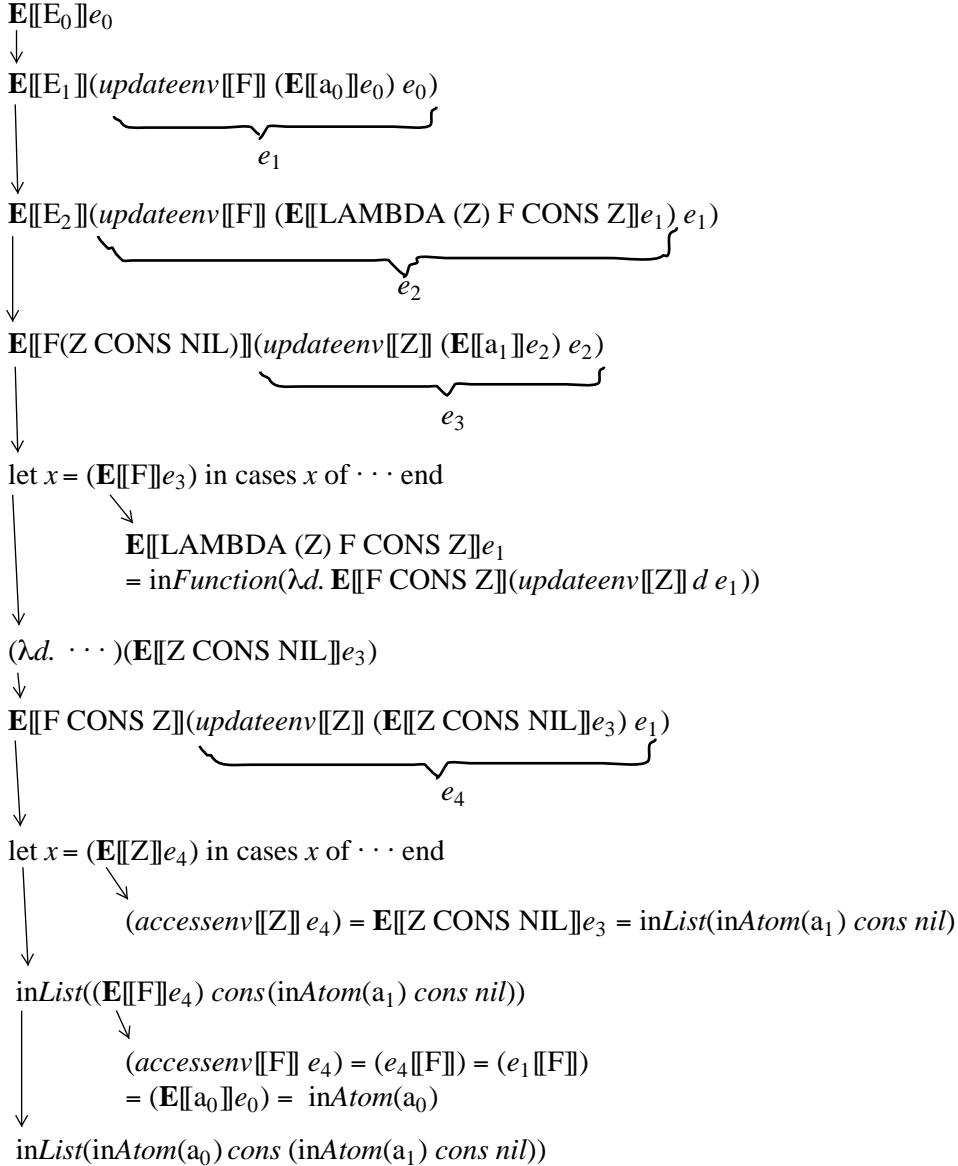 E⟦E₀⟧e₀
E⟦E₁⟧(updateenv⟦F⟧ (E⟦a₀⟧e₀) e₀)
e₁
E⟦E₂⟧(updateenv⟦F⟧ (E⟦LAMBDA (Z) F CONS Z⟧e₁) e₁)
e₂
E⟦F(Z CONS NIL)⟧(updateenv⟦Z⟧ (E⟦a₁⟧e₂) e₂)
e₃
let x = (E⟦F⟧e₃) in cases x of · · · end
E⟦LAMBDA (Z) F CONS Z⟧e₁
= inFunction(λd. E⟦F CONS Z⟧(updateenv⟦Z⟧ d e₁))
(λd. · · · )(E⟦Z CONS NIL⟧e₃)
E⟦F CONS Z⟧(updateenv⟦Z⟧ (E⟦Z CONS NIL⟧e₃) e₁)
e₄
let x = (E⟦Z⟧e₄) in cases x of · · · end
(accessenv⟦Z⟧ e₄) = E⟦Z CONS NIL⟧e₃ = inList(inAtom(a₁) cons nil)
inList((E⟦F⟧e₄) cons (inAtom(a₁) cons nil))
(accessenv⟦F⟧ e₄) = (e₄⟦F⟧) = (e₁⟦F⟧)
= (E⟦a₀⟧e₀) = inAtom(a₀)
inList(inAtom(a₀) cons (inAtom(a₁) cons nil))